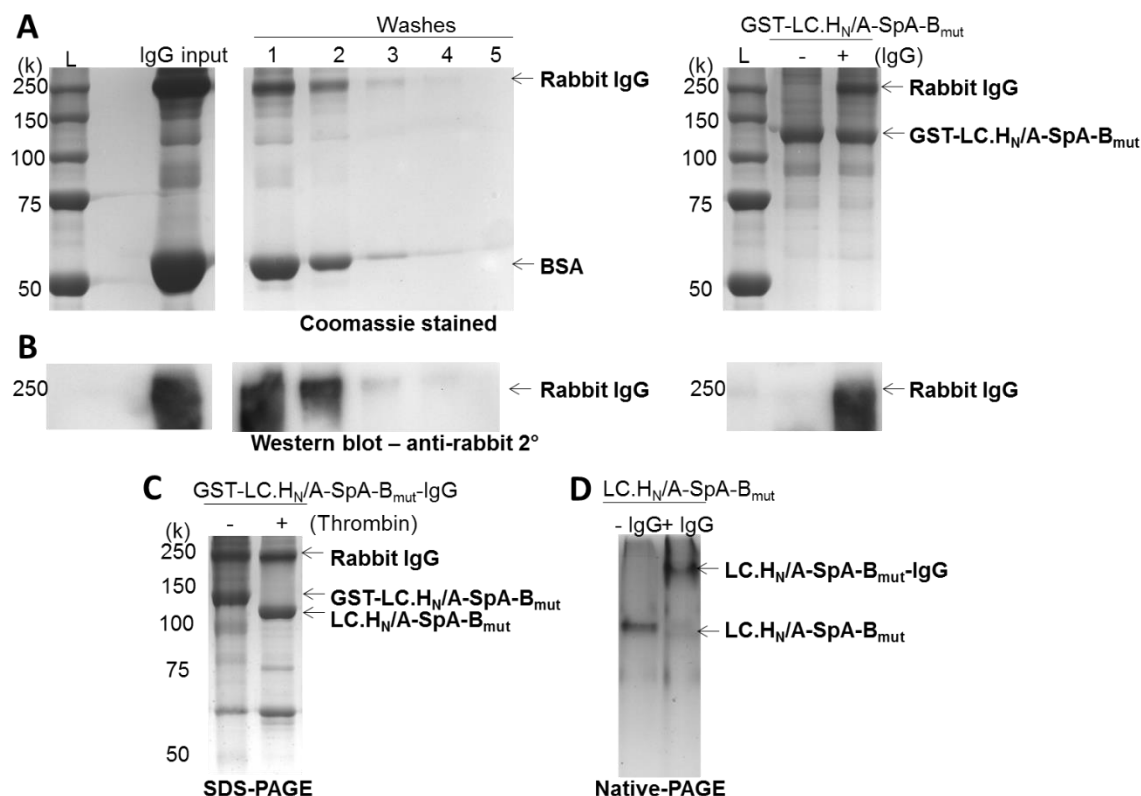 A
Washes
GST-LC.HN/A-SpA-Bmut
(k) L IgG input 1 2 3 4 5
L - + (IgG)
250
150
100
75
50
Rabbit IgG
BSA
250
150
100
75
50
Rabbit IgG
GST-LC.HN/A-SpA-Bmut
Coomassie stained
B
250
Rabbit IgG
250
Rabbit IgG
Western blot – anti-rabbit 2°
C GST-LC.HN/A-SpA-Bmut-IgG
(k) - + (Thrombin)
250
150
100
75
50
Rabbit IgG
GST-LC.HN/A-SpA-Bmut
LC.HN/A-SpA-Bmut
SDS-PAGE
D LC.HN/A-SpA-Bmut
- IgG + IgG
LC.HN/A-SpA-Bmut-IgG
LC.HN/A-SpA-Bmut
Native-PAGE